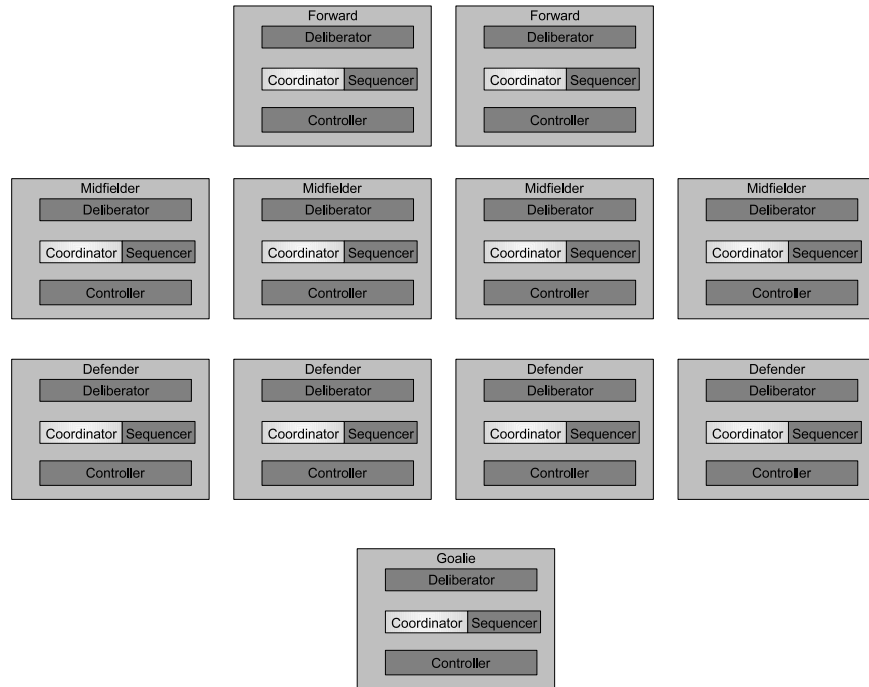 Forward
Deliberator
Coordinator Sequencer
Controller
Forward
Deliberator
Coordinator Sequencer
Controller
Midfielder
Deliberator
Coordinator Sequencer
Controller
Midfielder
Deliberator
Coordinator Sequencer
Controller
Midfielder
Deliberator
Coordinator Sequencer
Controller
Midfielder
Deliberator
Coordinator Sequencer
Controller
Defender
Deliberator
Coordinator Sequencer
Controller
Defender
Deliberator
Coordinator Sequencer
Controller
Defender
Deliberator
Coordinator Sequencer
Controller
Defender
Deliberator
Coordinator Sequencer
Controller
Goalie
Deliberator
Coordinator Sequencer
Controller